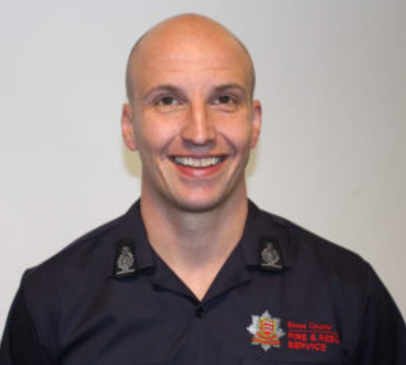 Essex County
FIRE & RESCUE
SERVICE